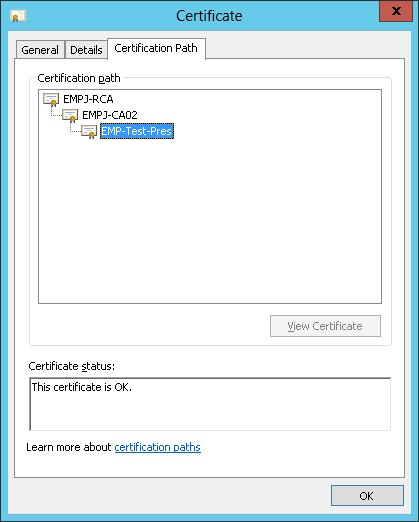 Certificate
x
General
Details
Certification Path
Certification path
EMPJ-RCA
EMPJ-CA02
EMP-Test-Pres
View Certificate
Certificate status:
This certificate is OK.
Learn more about certification paths
OK